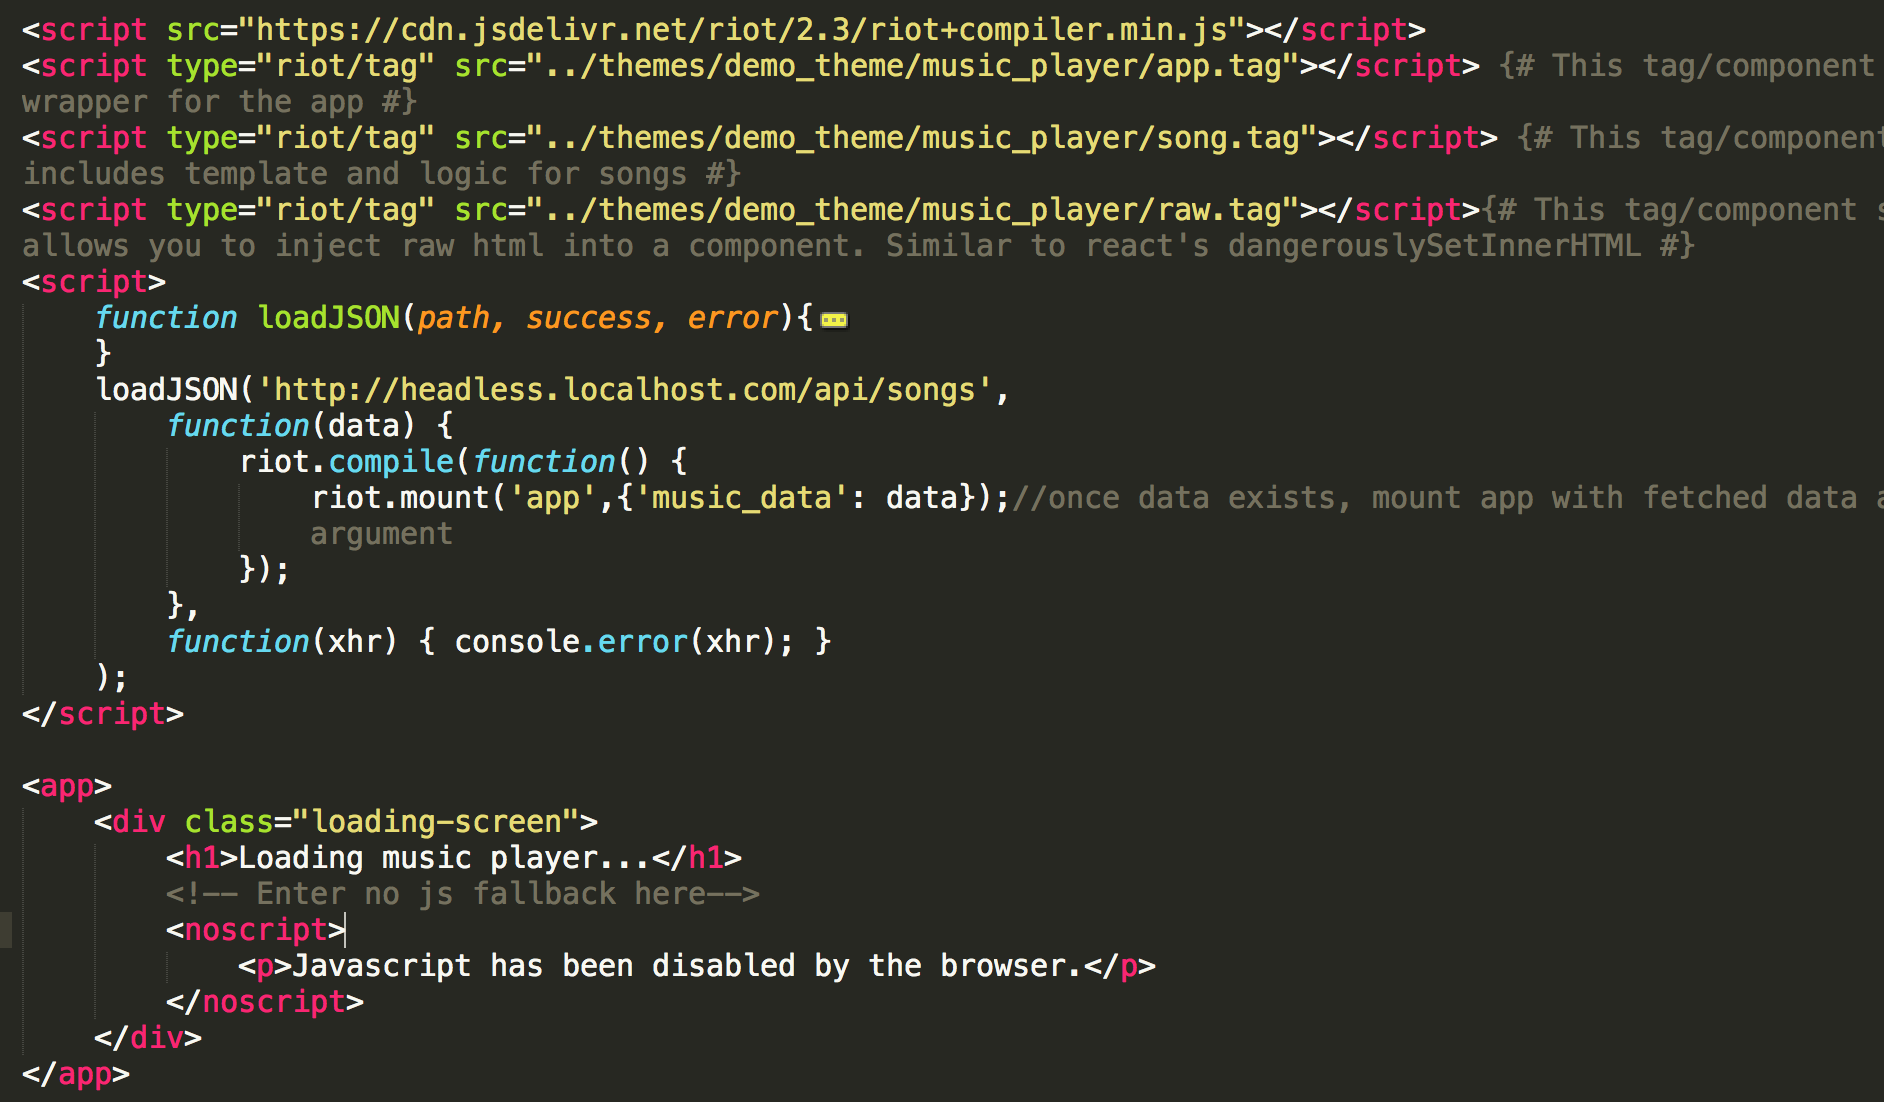 <script src="https://cdn.jsdelivr.net/riot/2.3/riot+compiler.min.js"></script>
<script type="riot/tag" src="../themes/demo_theme/music_player/app.tag"></script> {# This tag/component
wrapper for the app #}
<script type="riot/tag" src="../themes/demo_theme/music_player/song.tag"></script> {# This tag/component
includes template and logic for songs #}
<script type="riot/tag" src="../themes/demo_theme/music_player/raw.tag"></script>{# This tag/component
allows you to inject raw html into a component. Similar to react's dangerouslySetInnerHTML #}
<script>
    function loadJSON(path, success, error){
    }
    loadJSON('http://headless.localhost.com/api/songs',
        function(data) {
            riot.compile(function() {
                riot.mount('app',{'music_data': data});//once data exists, mount app with fetched data
                argument
            });
        },
        function(xhr) { console.error(xhr); }
    );
</script>

<app>
    <div class="loading-screen">
        <h1>Loading music player...</h1>
        <!-- Enter no js fallback here-->
        <noscript>
            <p>Javascript has been disabled by the browser.</p>
        </noscript>
    </div>
</app>